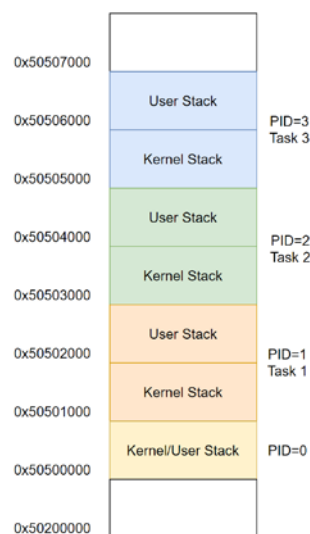 0x50507000
User Stack
0x50506000
PID=3
Task 3
Kernel Stack
0x50505000
User Stack
0x50504000
PID=2
Task 2
Kernel Stack
0x50503000
User Stack
0x50502000
PID=1
Task 1
Kernel Stack
0x50501000
Kernel/User Stack
PID=0
0x50500000
0x50200000